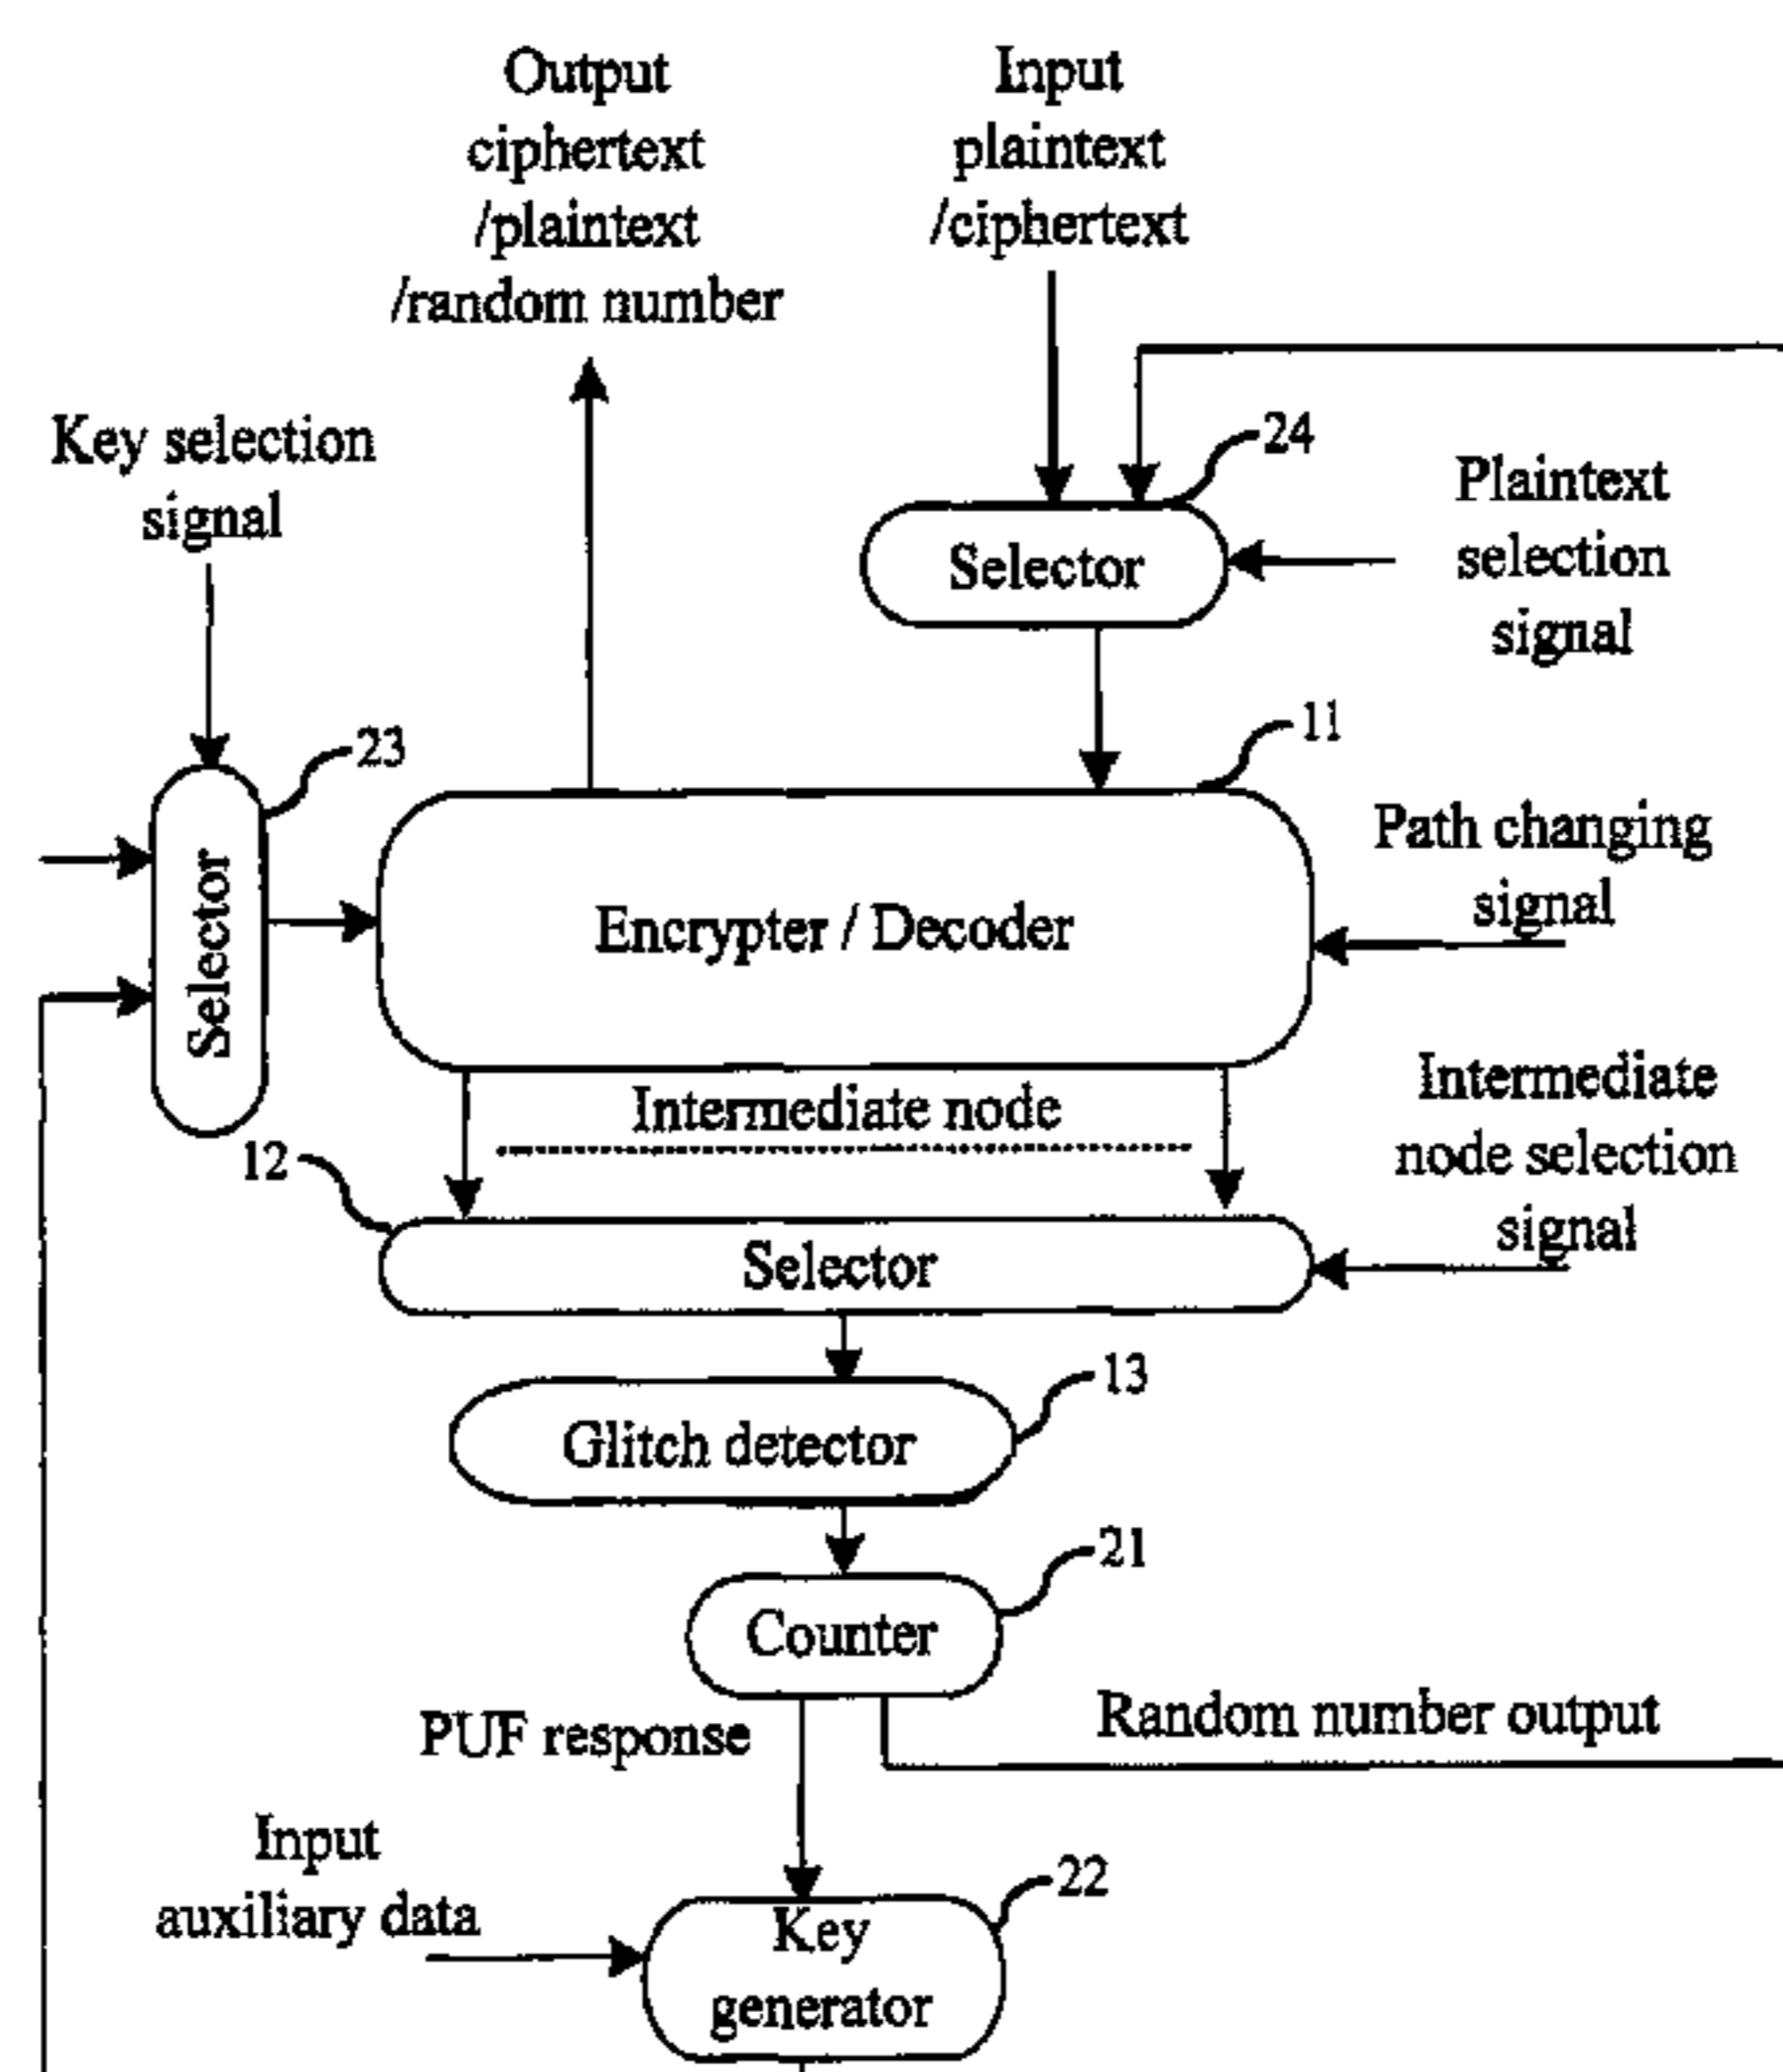 Output
ciphertext
/plaintext
/random number
Input
plaintext
/ciphertext
Key selection
signal
24
Plaintext
selection
signal
Selector
23
11
Selector
Encrypter / Decoder
Path changing
signal
Intermediate node
Intermediate
node selection
signal
12
Selector
13
Glitch detector
21
Counter
PUF response
Random number output
Input
auxiliary data
22
Key
generator